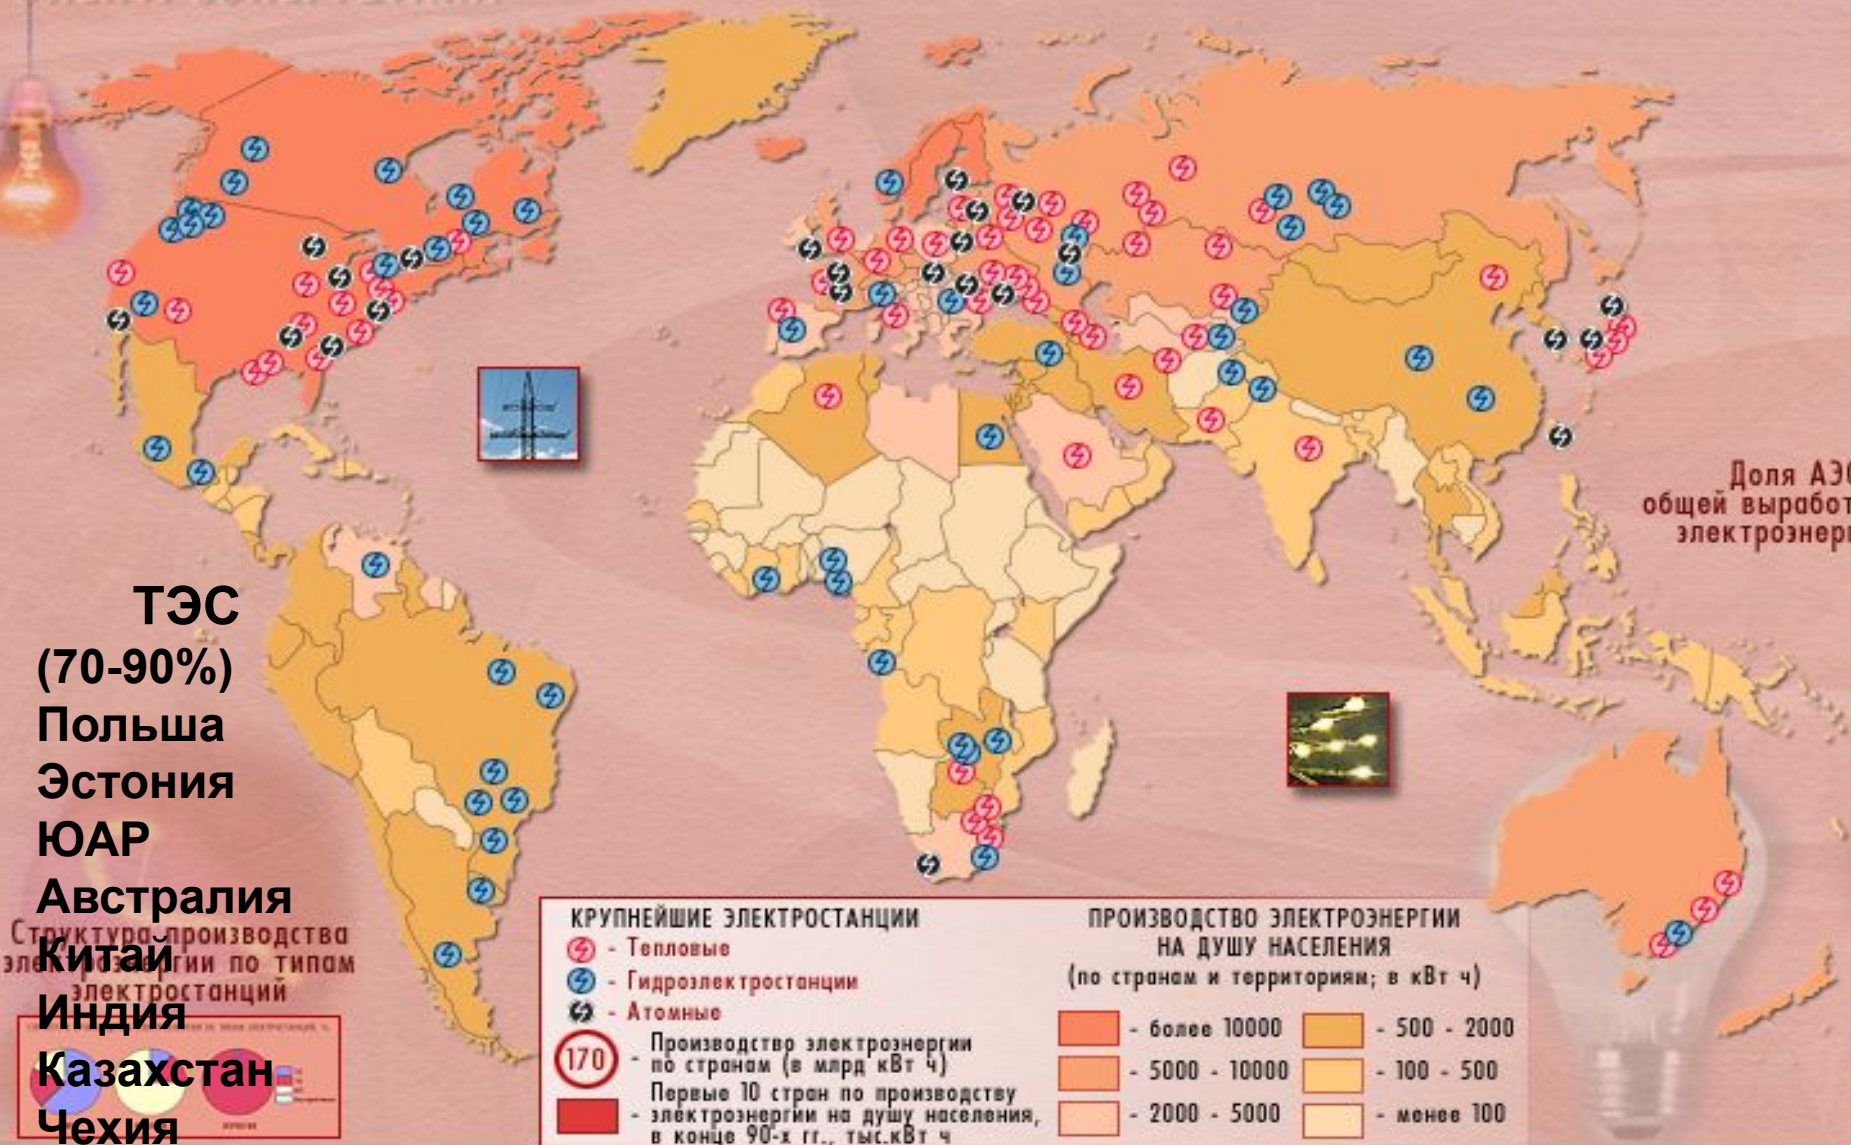 Доля АЭС
общей выработ
электроэнерг
ТЭС
(70-90%)
Польша
Эстония
ЮАР
Австралия
Китай
Индия
Казахстан
Чехия
Структура производства
электроэнергии по типам
электростанций
КРУПНЕЙШИЕ ЭЛЕКТРОСТАНЦИИ
- Тепловые
- Гидроэлектростанции
- Атомные
170 - Производство электроэнергии
по странам (в млрд кВт ч)
Первые 10 стран по производству
- электроэнергии на душу населения,
в конце 90-х гг., тыс.кВт ч
ПРОИЗВОДСТВО ЭЛЕКТРОЭНЕРГИИ
НА ДУШУ НАСЕЛЕНИЯ
(по странам и территориям; в кВт ч)
- более 10000
- 5000 - 10000
- 2000 - 5000
- 500 - 2000
- 100 - 500
- менее 100